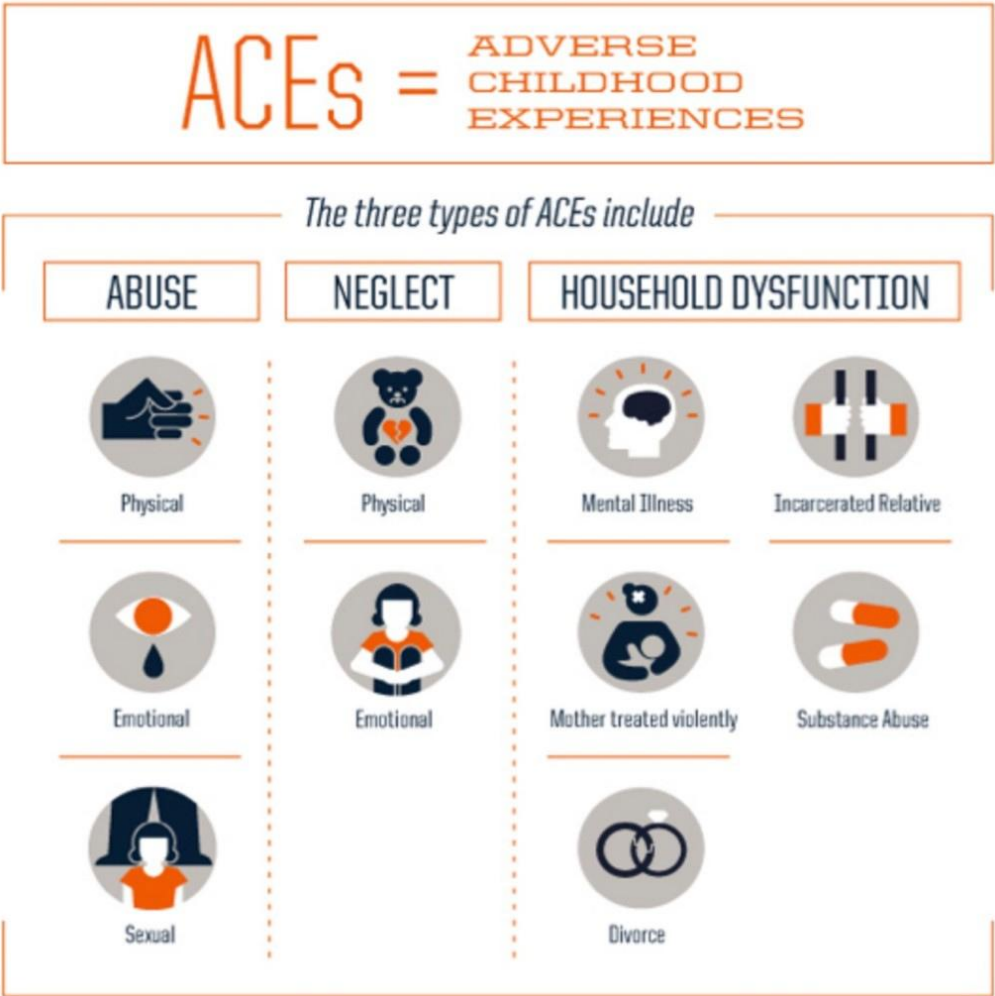 ACEs = ADVERSE
CHILDHOOD
EXPERIENCES
The three types of ACEs include
ABUSE
Physical
Emotional
Sexual
NEGLECT
Physical
Emotional
HOUSEHOLD DYSFUNCTION
Mental Illness
Incarcerated Relative
Mother treated violently
Substance Abuse
Divorce